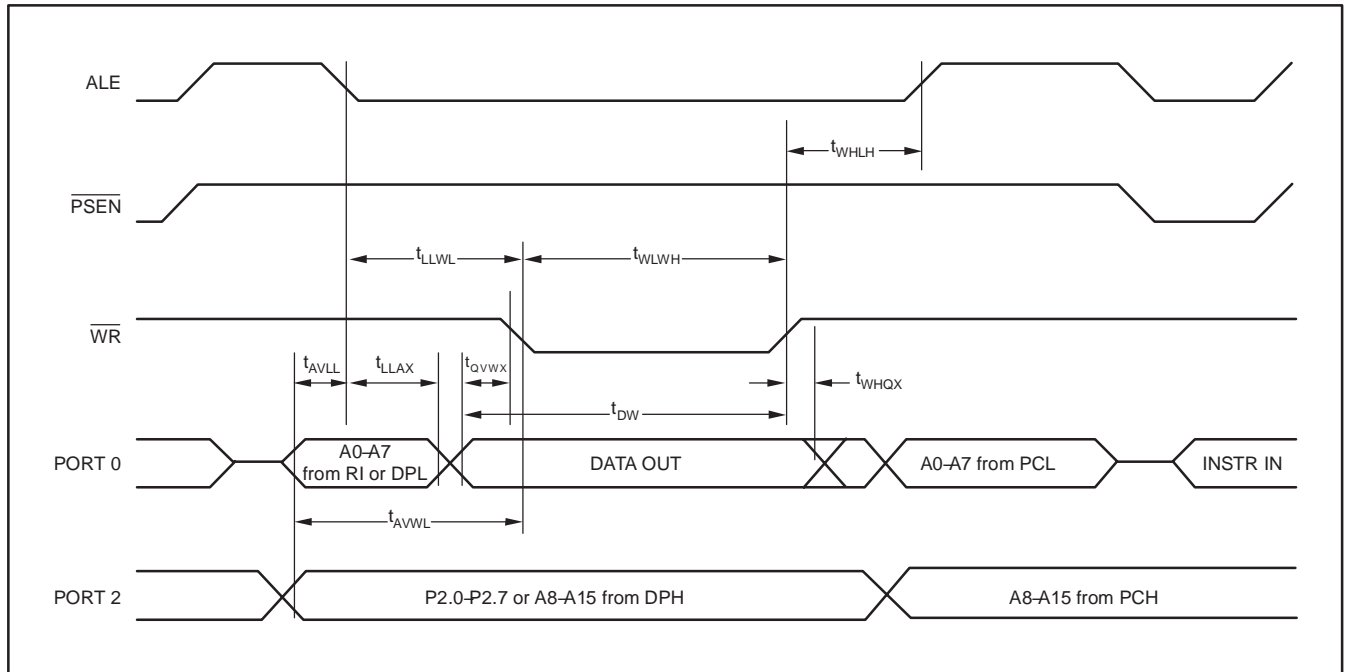 ALE
tWHLH
PSEN
tLLWL
tWLWH
WR
tAVLL
tLLAX
tQVWX
tWHQX
tDW
PORT 0
A0–A7
from RI or DPL
DATA OUT
A0–A7 from PCL
INSTR IN
tAVWL
PORT 2
P2.0–P2.7 or A8–A15 from DPH
A8–A15 from PCH